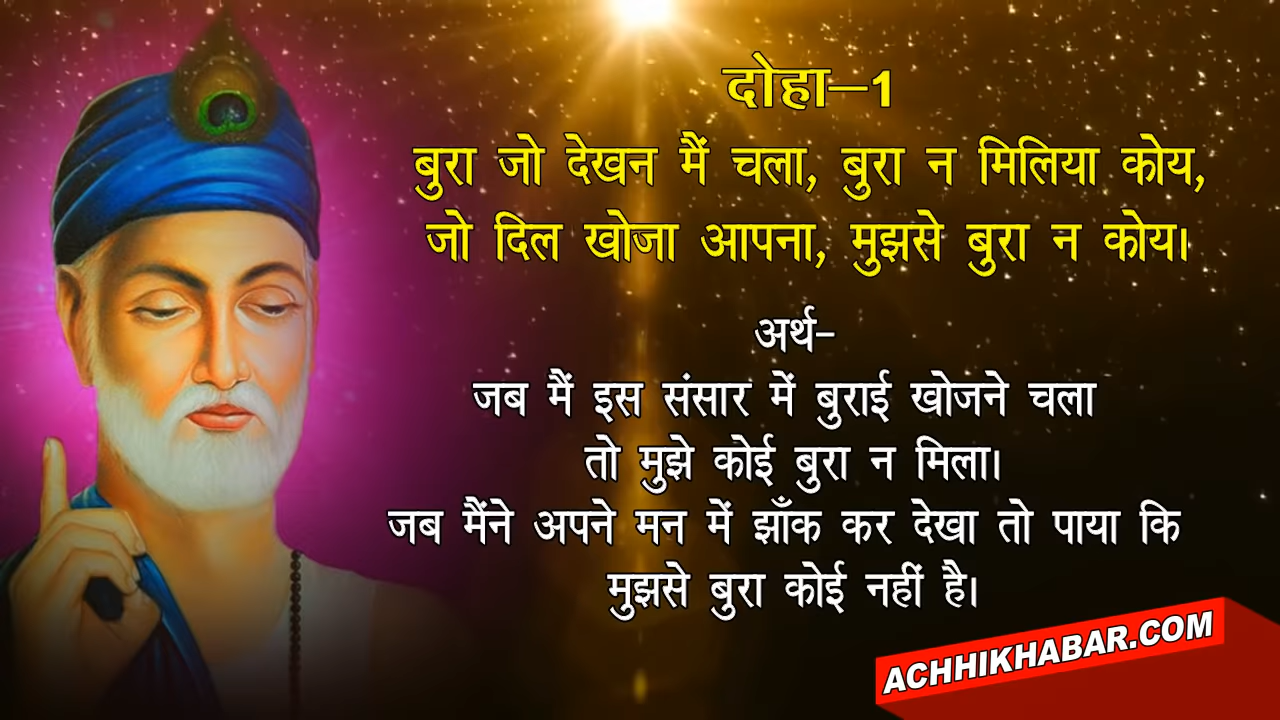 दोहा–1
बुरा जो देखन मैं चला, बुरा न मिलिया कोय,
जो दिल खोजा आपना, मुझसे बुरा न कोय।
अर्थ–
जब मैं इस संसार में बुराई खोजने चला
तो मुझे कोई बुरा न मिला।
जब मैंने अपने मन में झाँक कर देखा तो पाया कि
मुझसे बुरा कोई नहीं है।
ACHHIKHABAR.COM